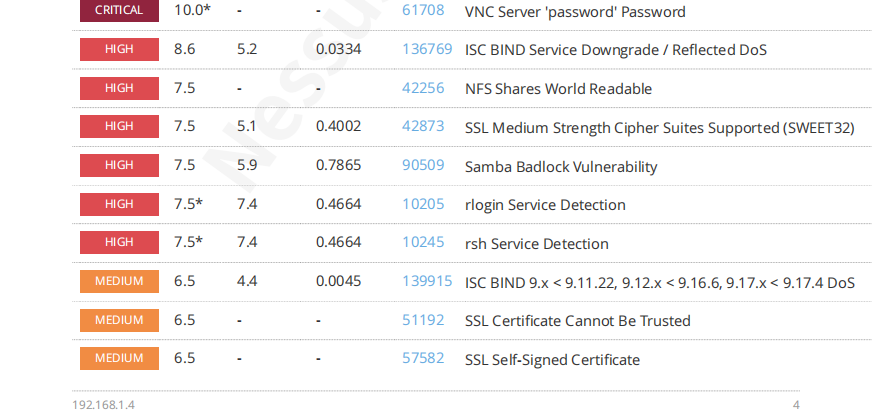 CRITICAL 10.0* - - 61708 VNC Server 'password' Password
HIGH 8.6 5.2 0.0334 136769 ISC BIND Service Downgrade / Reflected DoS
HIGH 7.5 - - 42256 NFS Shares World Readable
HIGH 7.5 5.1 0.4002 42873 SSL Medium Strength Cipher Suites Supported (SWEET32)
HIGH 7.5 5.9 0.7865 90509 Samba Badlock Vulnerability
HIGH 7.5* 7.4 0.4664 10205 rlogin Service Detection
HIGH 7.5* 7.4 0.4664 10245 rsh Service Detection
MEDIUM 6.5 4.4 0.0045 139915 ISC BIND 9.x < 9.11.22, 9.12.x < 9.16.6, 9.17.x < 9.17.4 DoS
MEDIUM 6.5 - - 51192 SSL Certificate Cannot Be Trusted
MEDIUM 6.5 - - 57582 SSL Self-Signed Certificate
192.168.1.4 4
Nessus